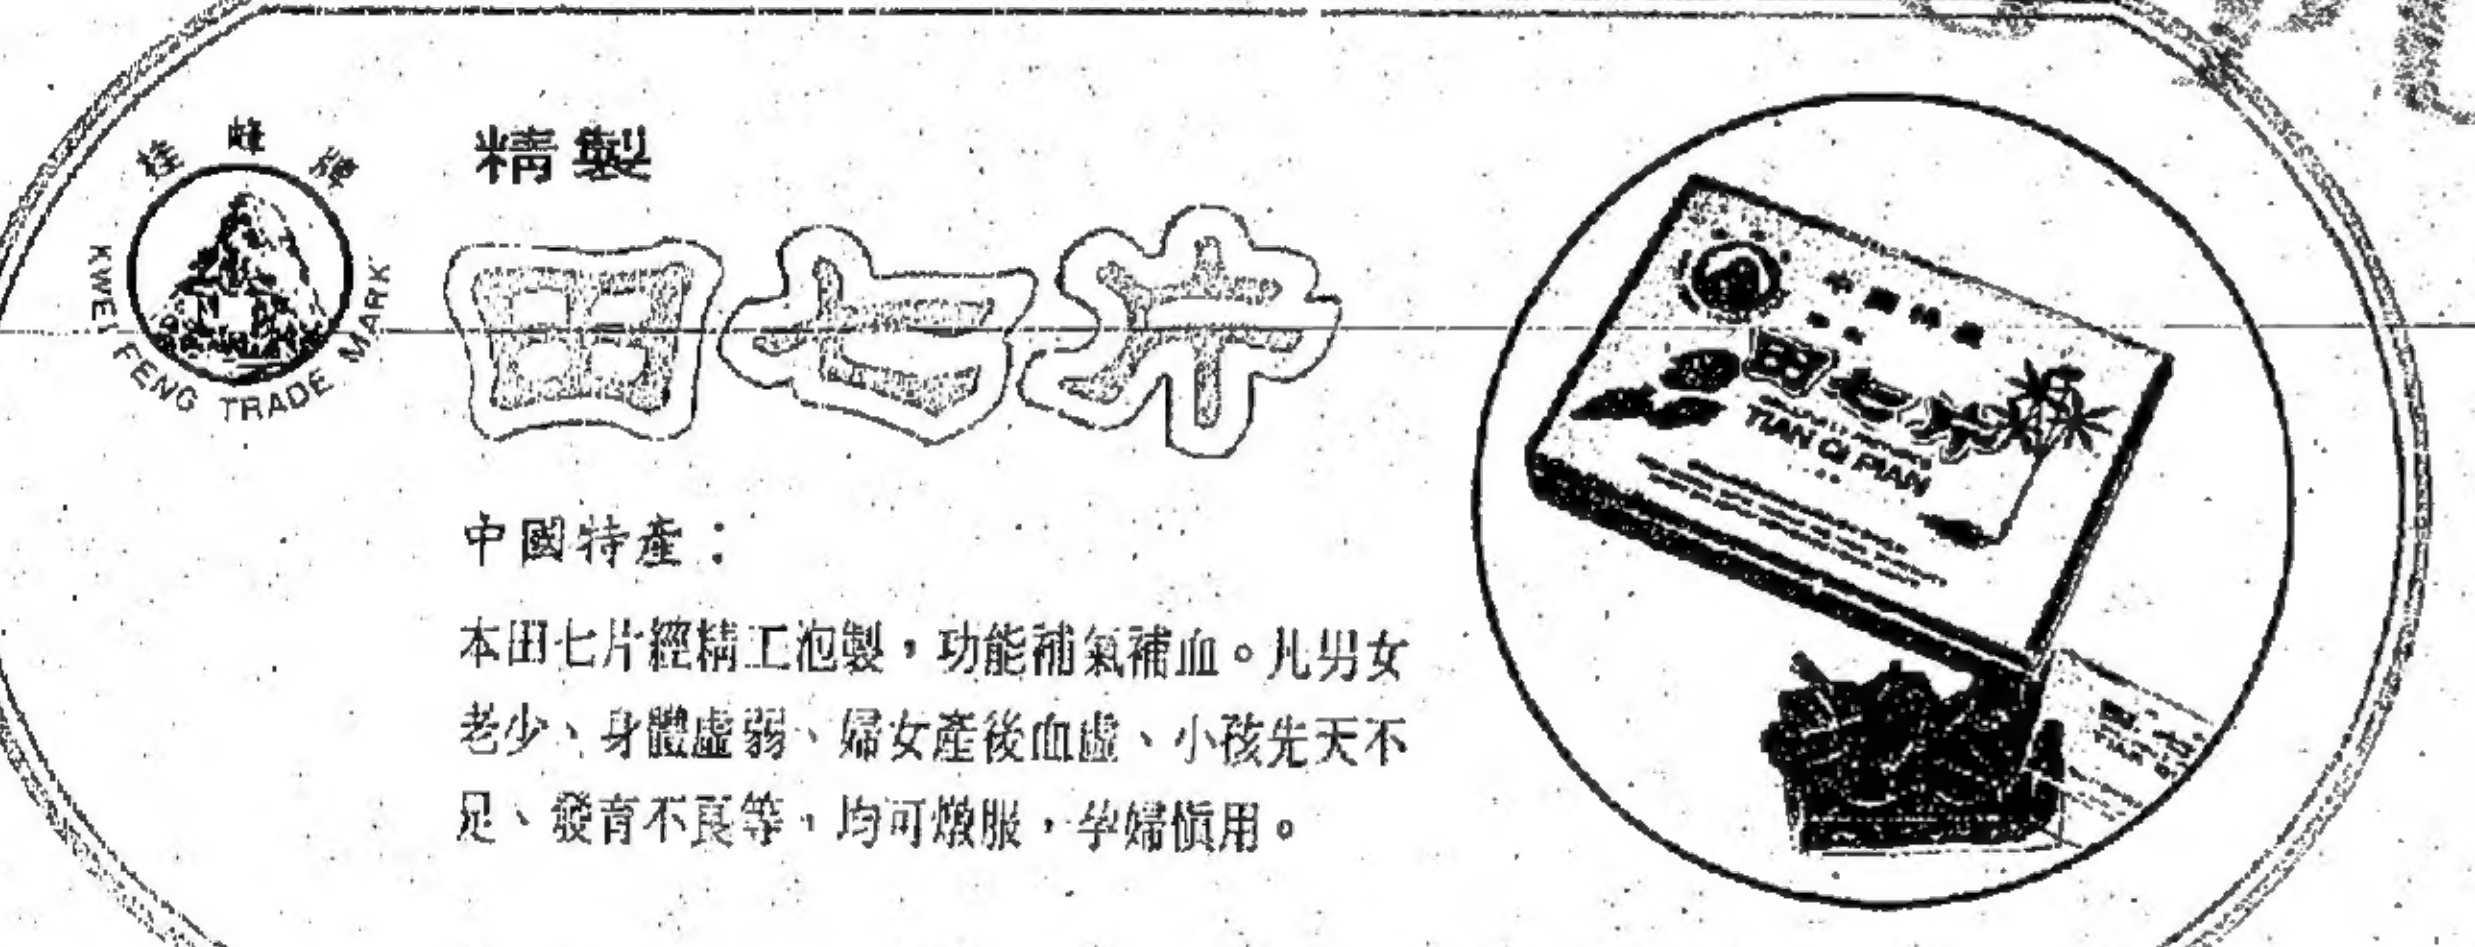 桂峰牌
KWEI FENG TRADE MARK
精製
田七片
中國特產：
本田七片經精工泡製，功能補氣補血。凡男女
老少、身體虛弱、婦女產後血虛、小孩先天不
足、發育不良等，均可燉服，孕婦慎用。
中國特產
田七片
TIAN QI PIAN